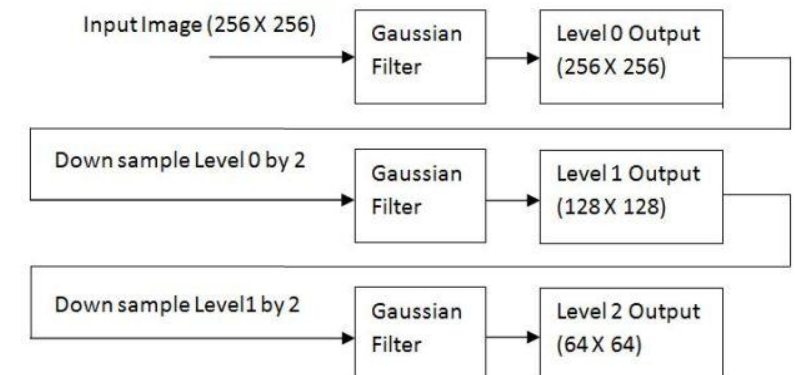 Input Image (256 X 256)
Gaussian
Filter
Level 0 Output
(256 X 256)
Down sample Level 0 by 2
Gaussian
Filter
Level 1 Output
(128 X 128)
Down sample Level1 by 2
Gaussian
Filter
Level 2 Output
(64 X 64)